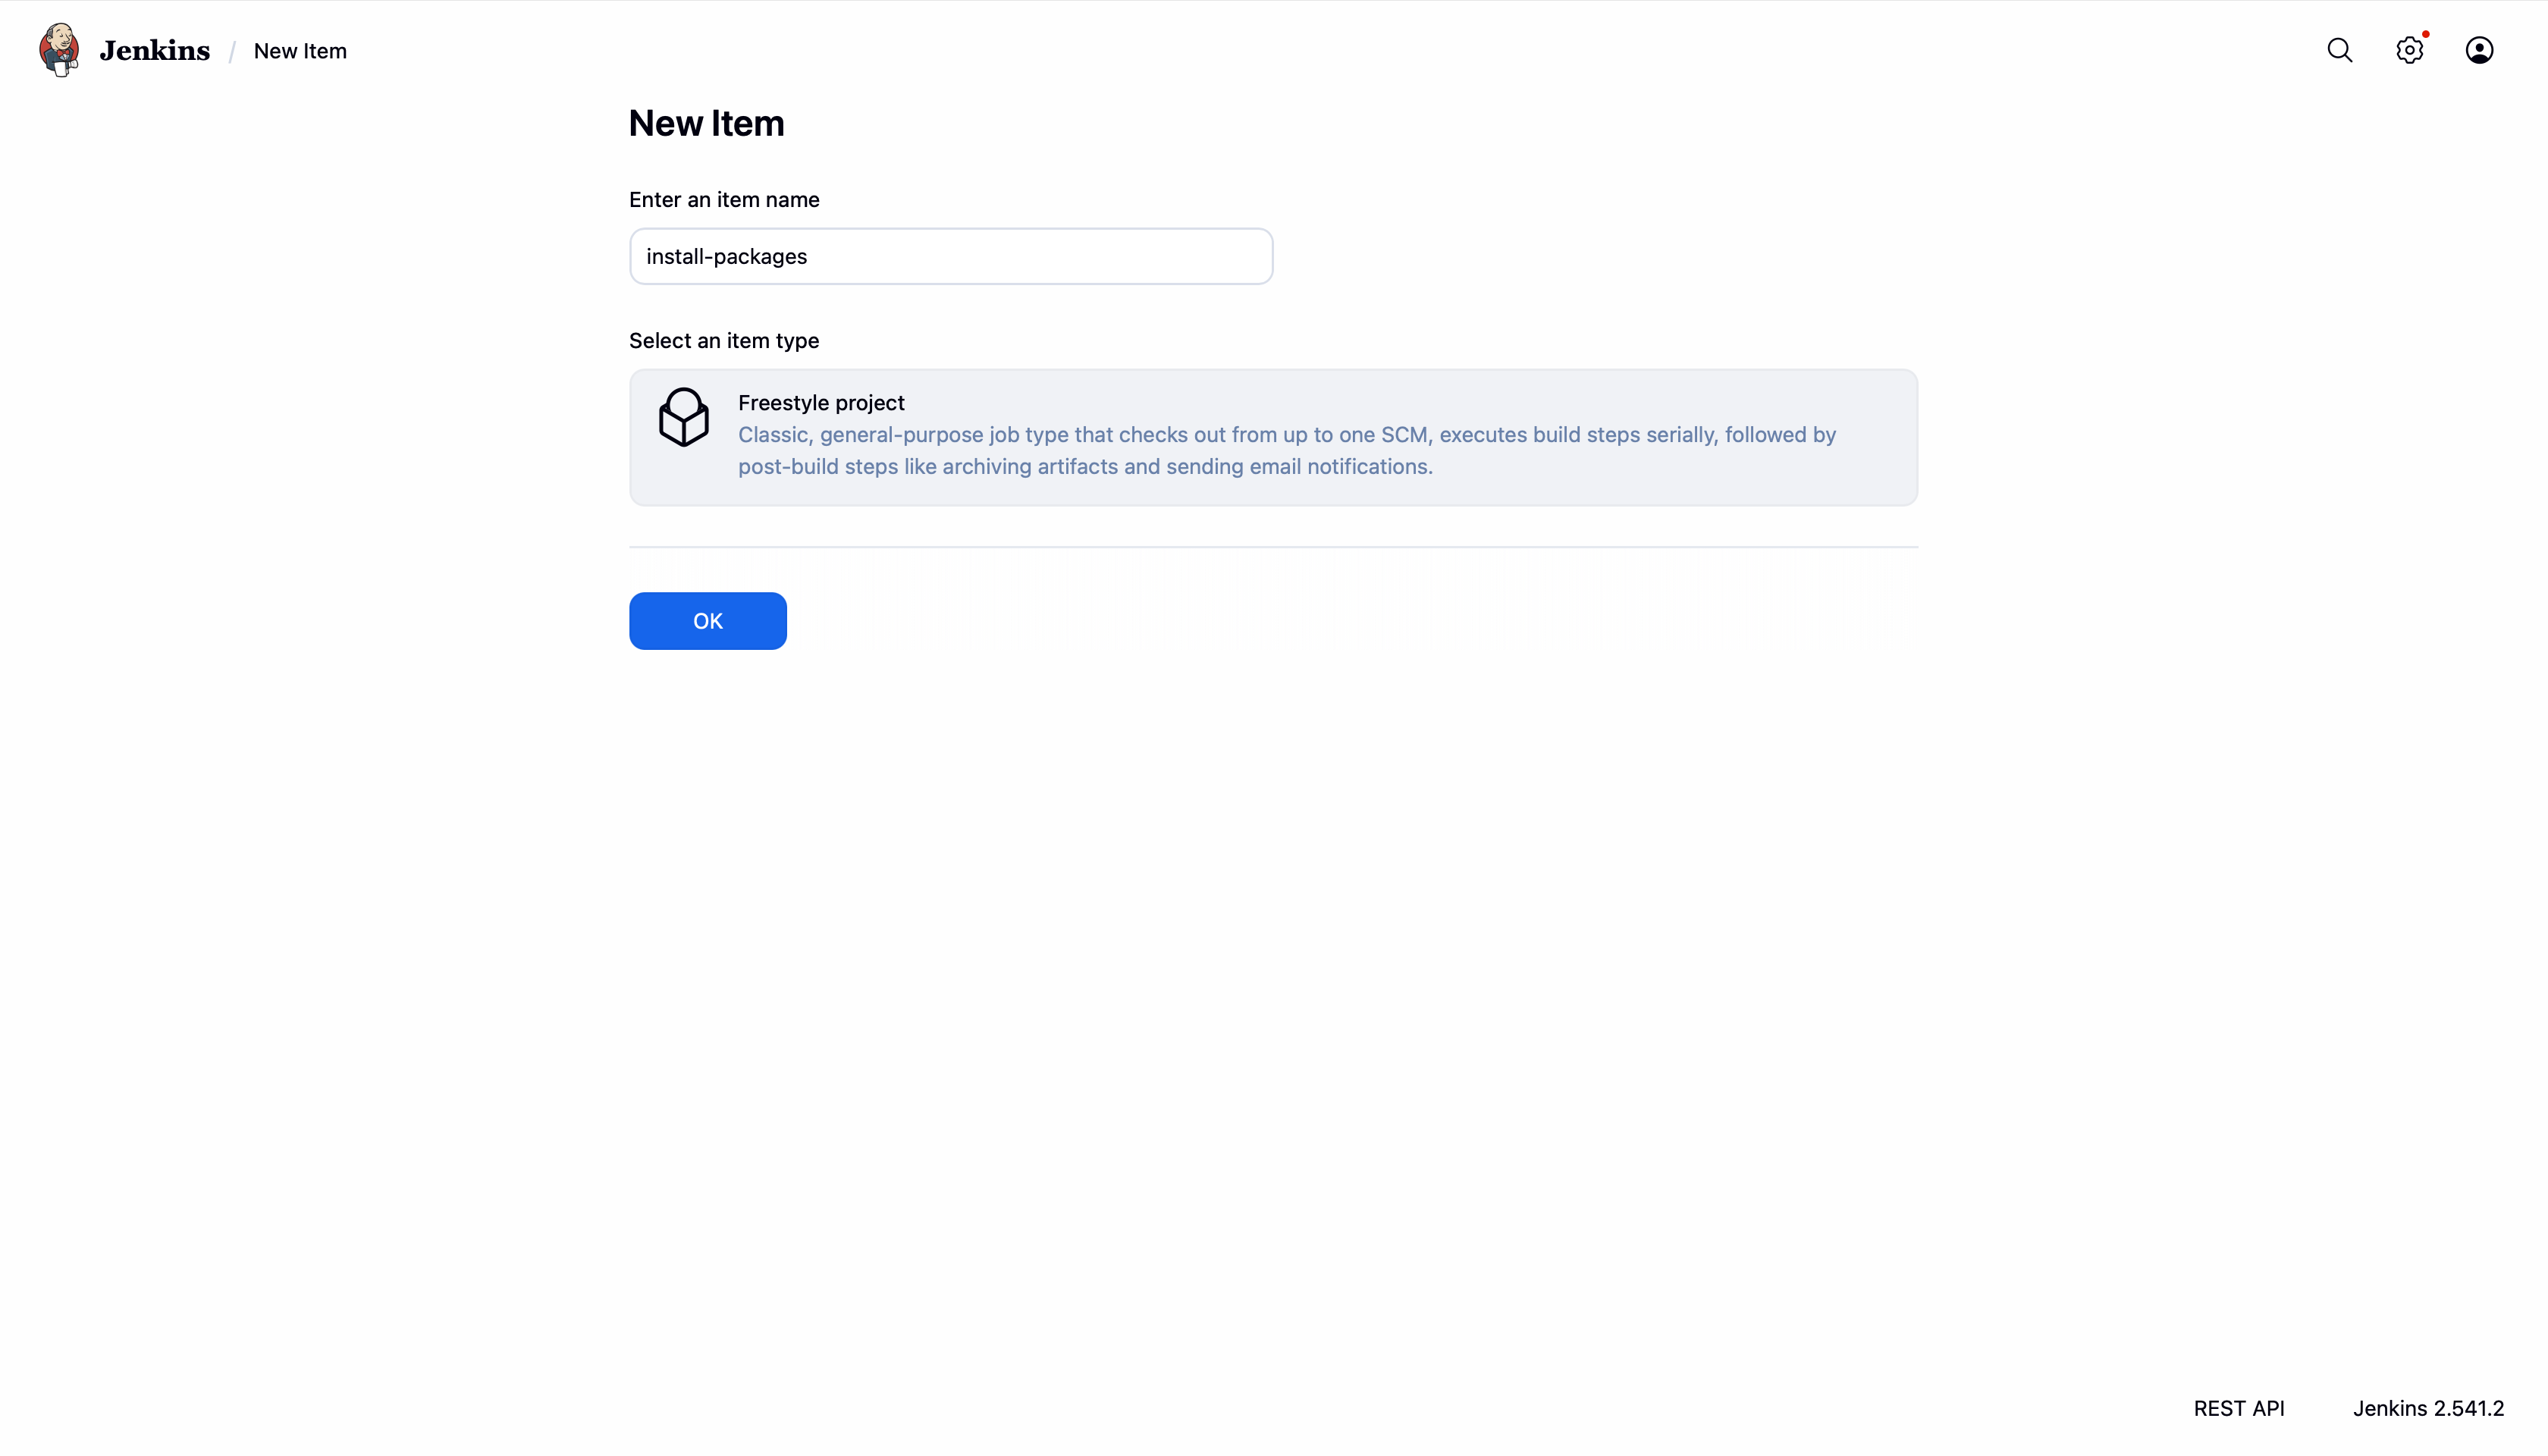 Jenkins / New Item
New Item
Enter an item name
install-packages
Select an item type
Freestyle project
Classic, general-purpose job type that checks out from up to one SCM, executes build steps serially, followed by
post-build steps like archiving artifacts and sending email notifications.
OK
REST API Jenkins 2.541.2